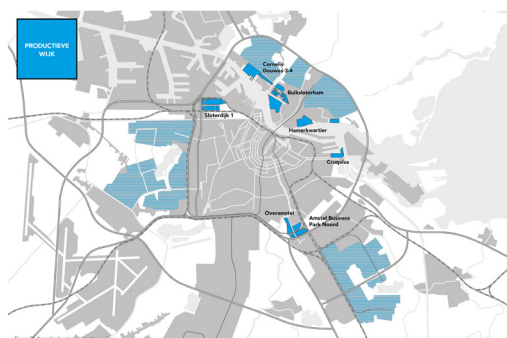 PRODUCTIEVE
WIJK
Cornelis
Douwes 3-4
Buiksloterham
Sloterdijk 1
Hamerkwartier
Cruquius
Overamstel
Amstel Business
Park Noord